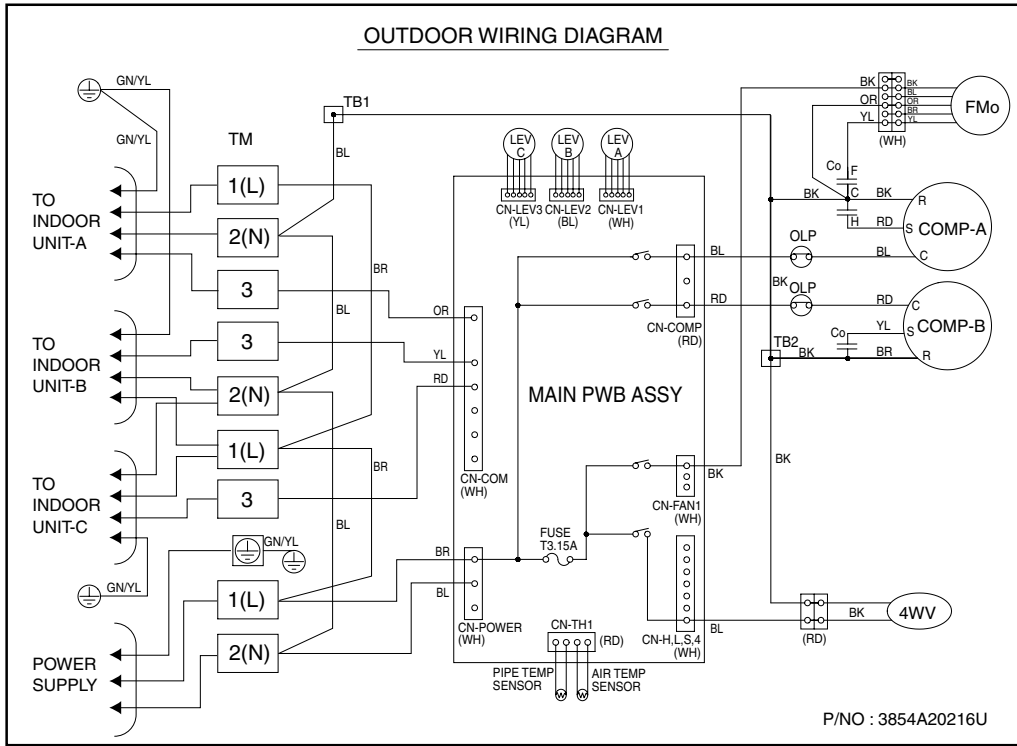 OUTDOOR WIRING DIAGRAM
GN/YL
GN/YL
TM
TB1
BL
TO
INDOOR
UNIT-A
1(L)
2(N)
3
BR
BL
TO
INDOOR
UNIT-B
3
2(N)
1(L)
BR
TO
INDOOR
UNIT-C
3
BL
GN/YL
GN/YL
1(L)
2(N)
POWER
SUPPLY
LEV
C
LEV
B
LEV
A
CN-LEV3
(YL)
CN-LEV2
(BL)
CN-LEV1
(WH)
OR
YL
RD
CN-COM
(WH)
BR
BL
CN-POWER
(WH)
MAIN PWB ASSY
CN-COMP
(RD)
FUSE
T3.15A
CN-FAN1
(WH)
CN-H,L,S,4
(WH)
CN-TH1
(RD)
PIPE TEMP
SENSOR
AIR TEMP
SENSOR
BK
OR
YL
(WH)
BK
BL
OR
BR
YL
FMo
Co
F
C
H
BK
BK
RD
R
S
C
COMP-A
BL
OLP
BL
BK
RD
OLP
RD
C
S
R
COMP-B
Co
YL
TB2
BK
BR
BK
BK
BL
(RD)
BK
4WV
P/NO : 3854A20216U